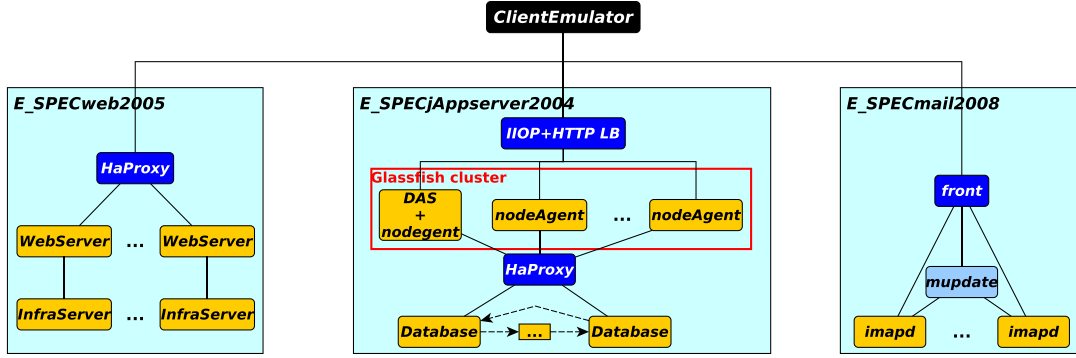 ClientEmulator
E_SPECweb2005
HaProxy
WebServer ... WebServer
InfraServer ... InfraServer
E_SPECjAppserver2004
IIOP+HTTP LB
Glassfish cluster
DAS
+
nodegent
nodeAgent ... nodeAgent
HaProxy
Database ... Database
E_SPECmail2008
front
mupdate
imapd ... imapd